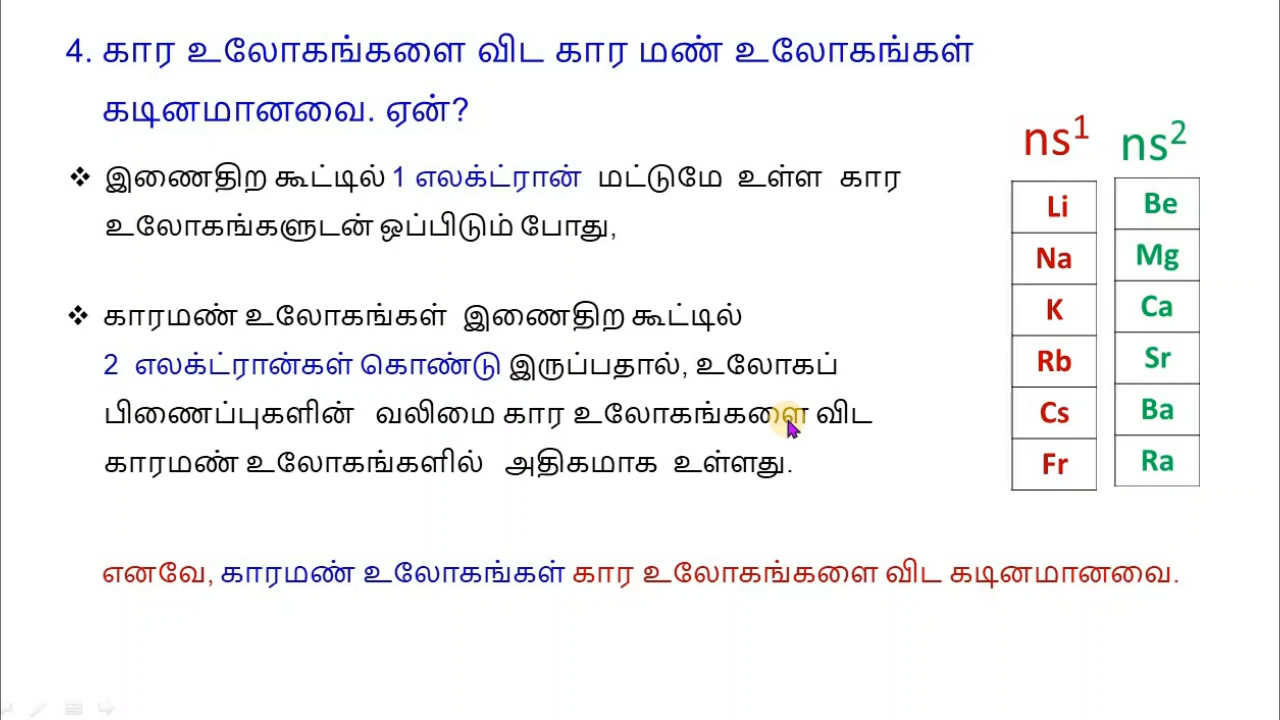 4. கார உலோகங்களை விட கார மண் உலோகங்கள்
கடினமானவை. ஏன்?
❖ இணைதிற கூட்டில் 1 எலக்ட்ரான் மட்டுமே உள்ள கார
உலோகங்களுடன் ஒப்பிடும் போது,
❖ காரமண் உலோகங்கள் இணைதிற கூட்டில்
2 எலக்ட்ரான்கள் கொண்டு இருப்பதால், உலோகப்
பிணைப்புகளின் வலிமை கார உலோகங்களை விட
காரமண் உலோகங்களில் அதிகமாக உள்ளது.
எனவே, காரமண் உலோகங்கள் கார உலோகங்களை விட கடினமானவை.
ns¹ ns²
Li Be
Na Mg
K Ca
Rb Sr
Cs Ba
Fr Ra